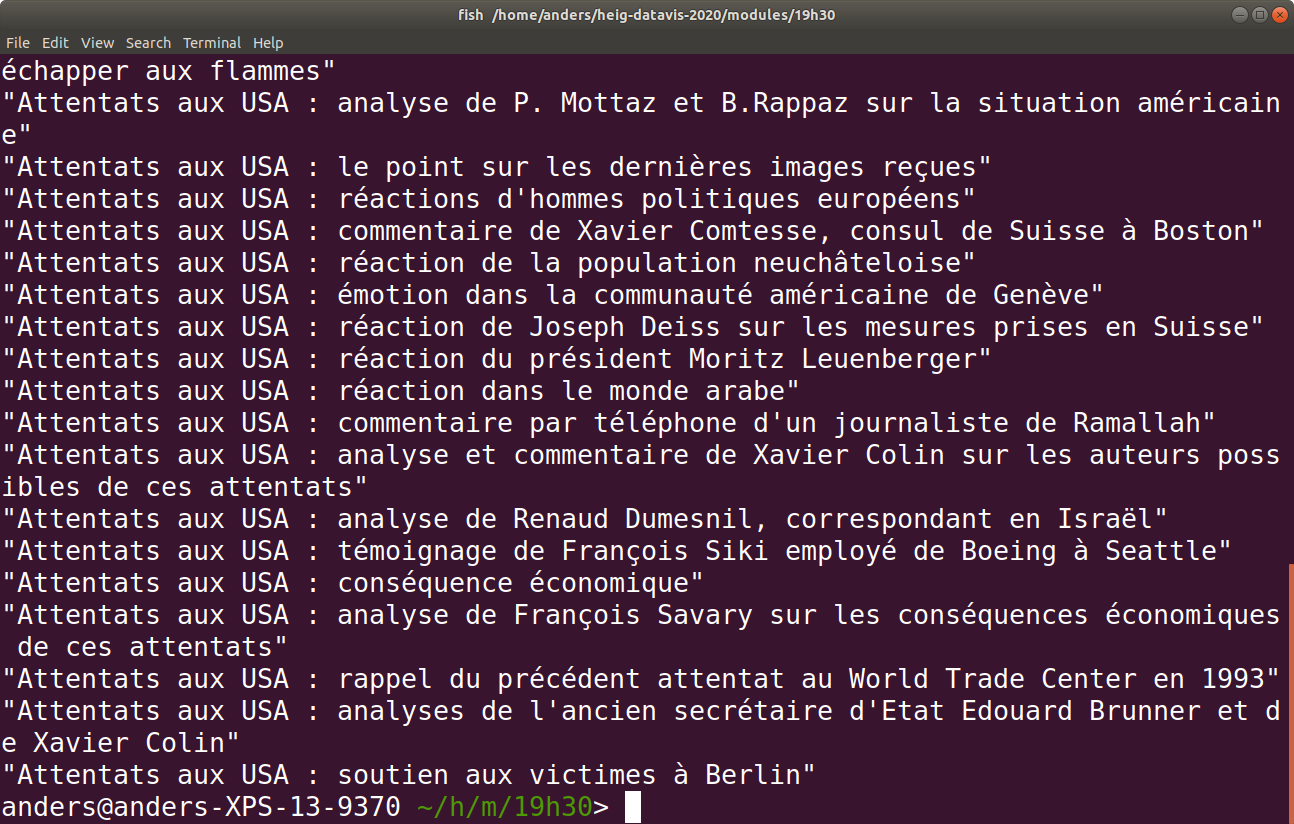 fish /home/anders/heig-datavis-2020/modules/19h30
File Edit View Search Terminal Help
échapper aux flammes"
"Attentats aux USA : analyse de P. Mottaz et B.Rappaz sur la situation américain
e"
"Attentats aux USA : le point sur les dernières images reçues"
"Attentats aux USA : réactions d'hommes politiques européens"
"Attentats aux USA : commentaire de Xavier Comtesse, consul de Suisse à Boston"
"Attentats aux USA : réaction de la population neuchâteloise"
"Attentats aux USA : émotion dans la communauté américaine de Genève"
"Attentats aux USA : réaction de Joseph Deiss sur les mesures prises en Suisse"
"Attentats aux USA : réaction du président Moritz Leuenberger"
"Attentats aux USA : réaction dans le monde arabe"
"Attentats aux USA : commentaire par téléphone d'un journaliste de Ramallah"
"Attentats aux USA : analyse et commentaire de Xavier Colin sur les auteurs poss
ibles de ces attentats"
"Attentats aux USA : analyse de Renaud Dumesnil, correspondant en Israël"
"Attentats aux USA : témoignage de François Siki employé de Boeing à Seattle"
"Attentats aux USA : conséquence économique"
"Attentats aux USA : analyse de François Savary sur les conséquences économiques
 de ces attentats"
"Attentats aux USA : rappel du précédent attentat au World Trade Center en 1993"
"Attentats aux USA : analyses de l'ancien secrétaire d'Etat Edouard Brunner et d
e Xavier Colin"
"Attentats aux USA : soutien aux victimes à Berlin"
anders@anders-XPS-13-9370 ~/h/m/19h30>